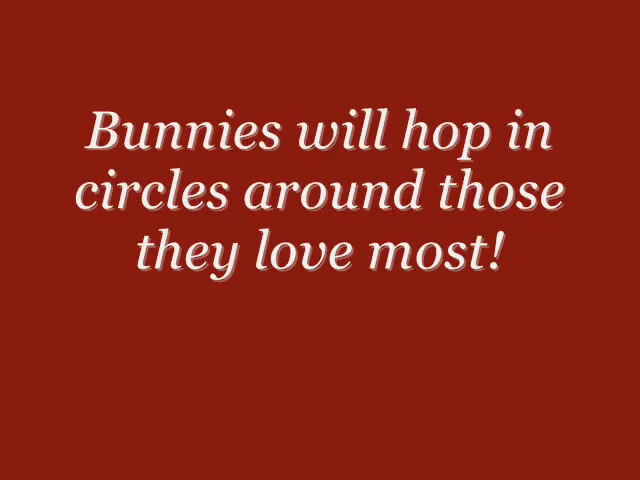 Bunnies will hop in
circles around those
they love most!